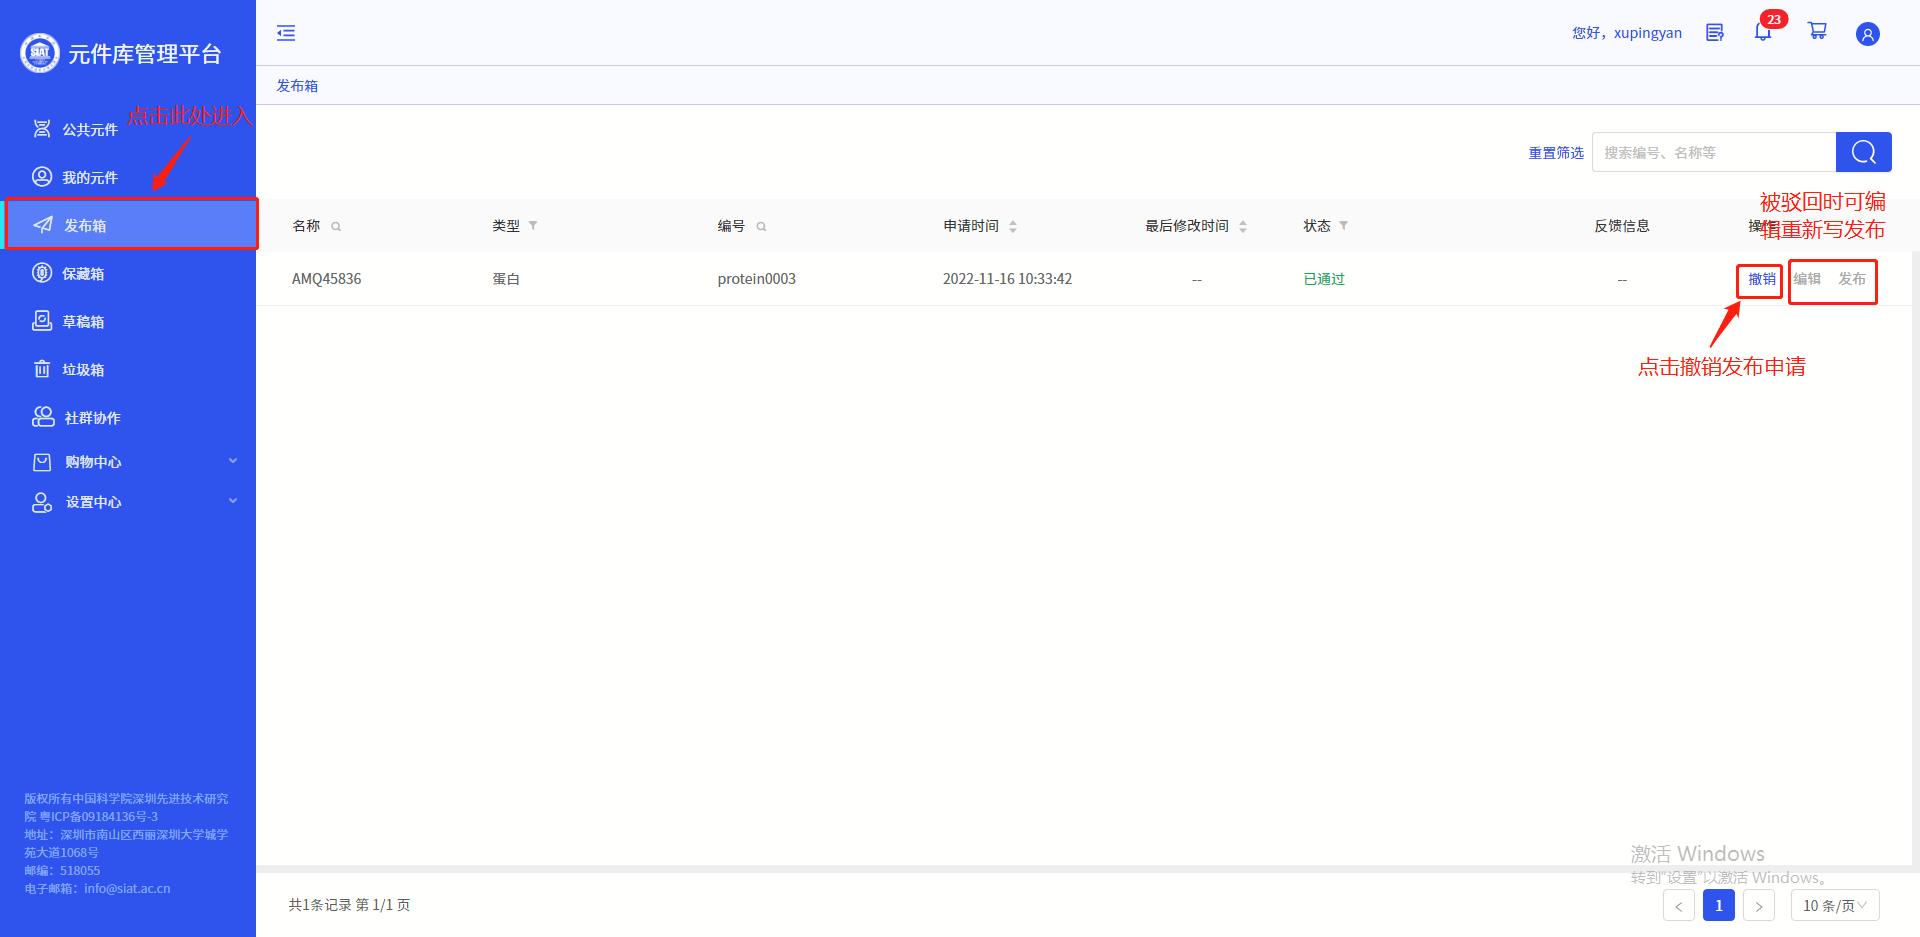 SIAT
元件库管理平台
您好，xupingyan
23
发布箱
点击此处进入
公共元件
我的元件
发布箱
保藏箱
草稿箱
垃圾箱
社群协作
购物中心
设置中心
重置筛选
搜索编号、名称等
被驳回时可编
辑重新写发布
名称 类型 编号 申请时间 最后修改时间 状态 反馈信息 操作
AMQ45836 蛋白 protein0003 2022-11-16 10:33:42 -- 已通过 -- 撤销 编辑 发布
点击撤销发布申请
版权所有中国科学院深圳先进技术研究
院 粤ICP备09184136号-3
地址：深圳市南山区西丽深圳大学城学
苑大道1068号
邮编：518055
电子邮箱：info@siat.ac.cn
激活 Windows
转到“设置”以激活 Windows。
共1条记录 第 1/1 页
< 1 > 10 条/页